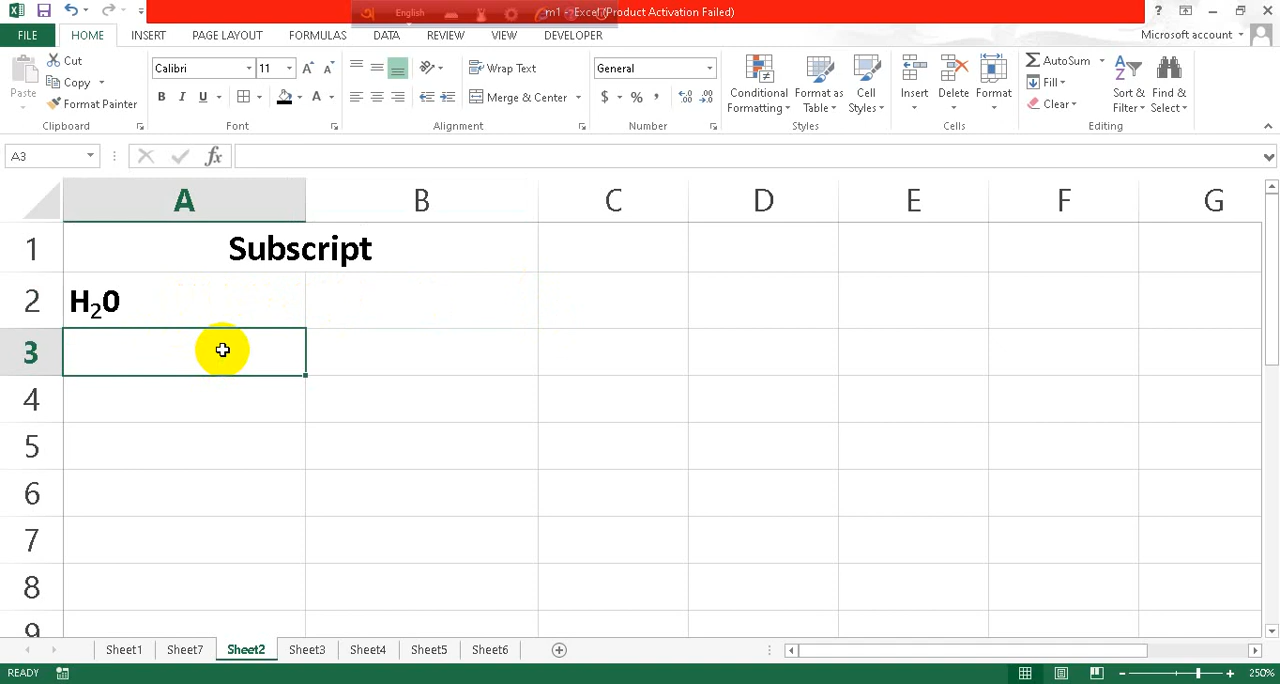 English
m1 - Excel (Product Activation Failed)
?
FILE HOME INSERT PAGE LAYOUT FORMULAS DATA REVIEW VIEW DEVELOPER Microsoft account
Paste
Cut
Copy
Format Painter
Clipboard
Calibri 11 A A
B I U A
Font
Wrap Text
Merge & Center
Alignment
General
$ % ,
Number
Conditional Formatting
Format as Table
Cell Styles
Styles
Insert Delete Format
Cells
AutoSum
Fill
Clear
Sort & Filter
Find & Select
Editing
A3 fx
A B C D E F G
1 Subscript
2 H₂0
3
4
5
6
7
8
9
Sheet1 Sheet7 Sheet2 Sheet3 Sheet4 Sheet5 Sheet6
READY 250%